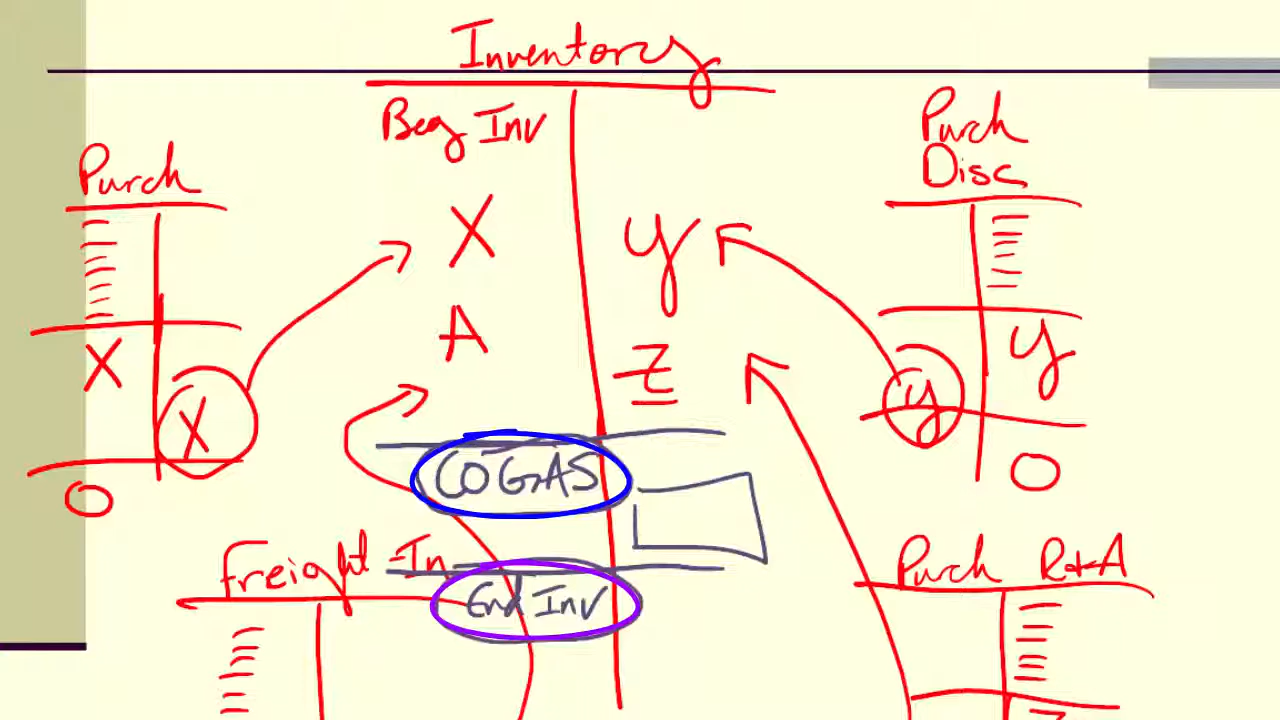 Inventory
Beg Inv
Purch
Purch
Disc
X
y
A
Z
X
X
y
y
O
O
COGAS
Freight-In
End Inv
Purch R&A